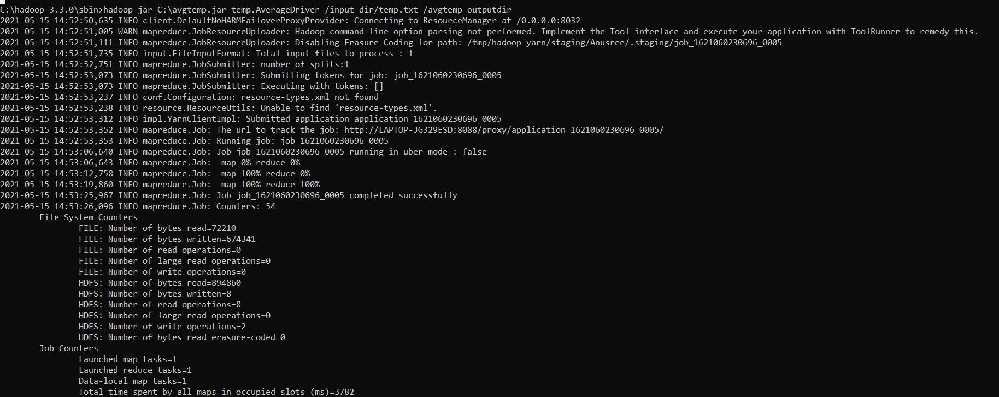 C:\hadoop-3.3.0\sbin>hadoop jar C:\avgtemp.jar temp.AverageDriver /input_dir/temp.txt /avgtemp_outputdir
2021-05-15 14:52:50,635 INFO client.DefaultNoHARMFailoverProxyProvider: Connecting to ResourceManager at /0.0.0.0:8032
2021-05-15 14:52:51,005 WARN mapreduce.JobResourceUploader: Hadoop command-line option parsing not performed. Implement the Tool interface and execute your application with ToolRunner to remedy this.
2021-05-15 14:52:51,111 INFO mapreduce.JobResourceUploader: Disabling Erasure Coding for path: /tmp/hadoop-yarn/staging/Anusree/.staging/job_1621060230696_0005
2021-05-15 14:52:51,735 INFO input.FileInputFormat: Total input files to process : 1
2021-05-15 14:52:52,751 INFO mapreduce.JobSubmitter: number of splits:1
2021-05-15 14:52:53,073 INFO mapreduce.JobSubmitter: Submitting tokens for job: job_1621060230696_0005
2021-05-15 14:52:53,073 INFO mapreduce.JobSubmitter: Executing with tokens: []
2021-05-15 14:52:53,237 INFO conf.Configuration: resource-types.xml not found
2021-05-15 14:52:53,238 INFO resource.ResourceUtils: Unable to find 'resource-types.xml'.
2021-05-15 14:52:53,312 INFO impl.YarnClientImpl: Submitted application application_1621060230696_0005
2021-05-15 14:52:53,352 INFO mapreduce.Job: The url to track the job: http://LAPTOP-JG329ESD:8088/proxy/application_1621060230696_0005/
2021-05-15 14:52:53,353 INFO mapreduce.Job: Running job: job_1621060230696_0005
2021-05-15 14:53:06,640 INFO mapreduce.Job: Job job_1621060230696_0005 running in uber mode : false
2021-05-15 14:53:06,643 INFO mapreduce.Job:  map 0% reduce 0%
2021-05-15 14:53:12,758 INFO mapreduce.Job:  map 100% reduce 0%
2021-05-15 14:53:19,860 INFO mapreduce.Job:  map 100% reduce 100%
2021-05-15 14:53:25,967 INFO mapreduce.Job: Job job_1621060230696_0005 completed successfully
2021-05-15 14:53:26,096 INFO mapreduce.Job: Counters: 54
File System Counters
FILE: Number of bytes read=72210
FILE: Number of bytes written=674341
FILE: Number of read operations=0
FILE: Number of large read operations=0
FILE: Number of write operations=0
HDFS: Number of bytes read=894860
HDFS: Number of bytes written=8
HDFS: Number of read operations=8
HDFS: Number of large read operations=0
HDFS: Number of write operations=2
HDFS: Number of bytes read erasure-coded=0
Job Counters
Launched map tasks=1
Launched reduce tasks=1
Data-local map tasks=1
Total time spent by all maps in occupied slots (ms)=3782